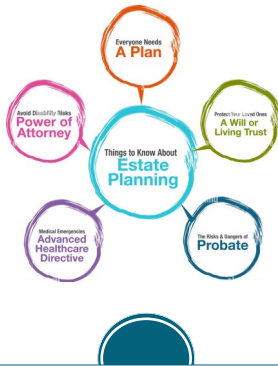 Everyone Needs
A Plan
Avoid Disability Risks
Power of
Attorney
Protect Your Loved Ones
A Will or
Living Trust
Things to Know About
Estate
Planning
Medical Emergencies
Advanced
Healthcare
Directive
The Risks & Dangers of
Probate